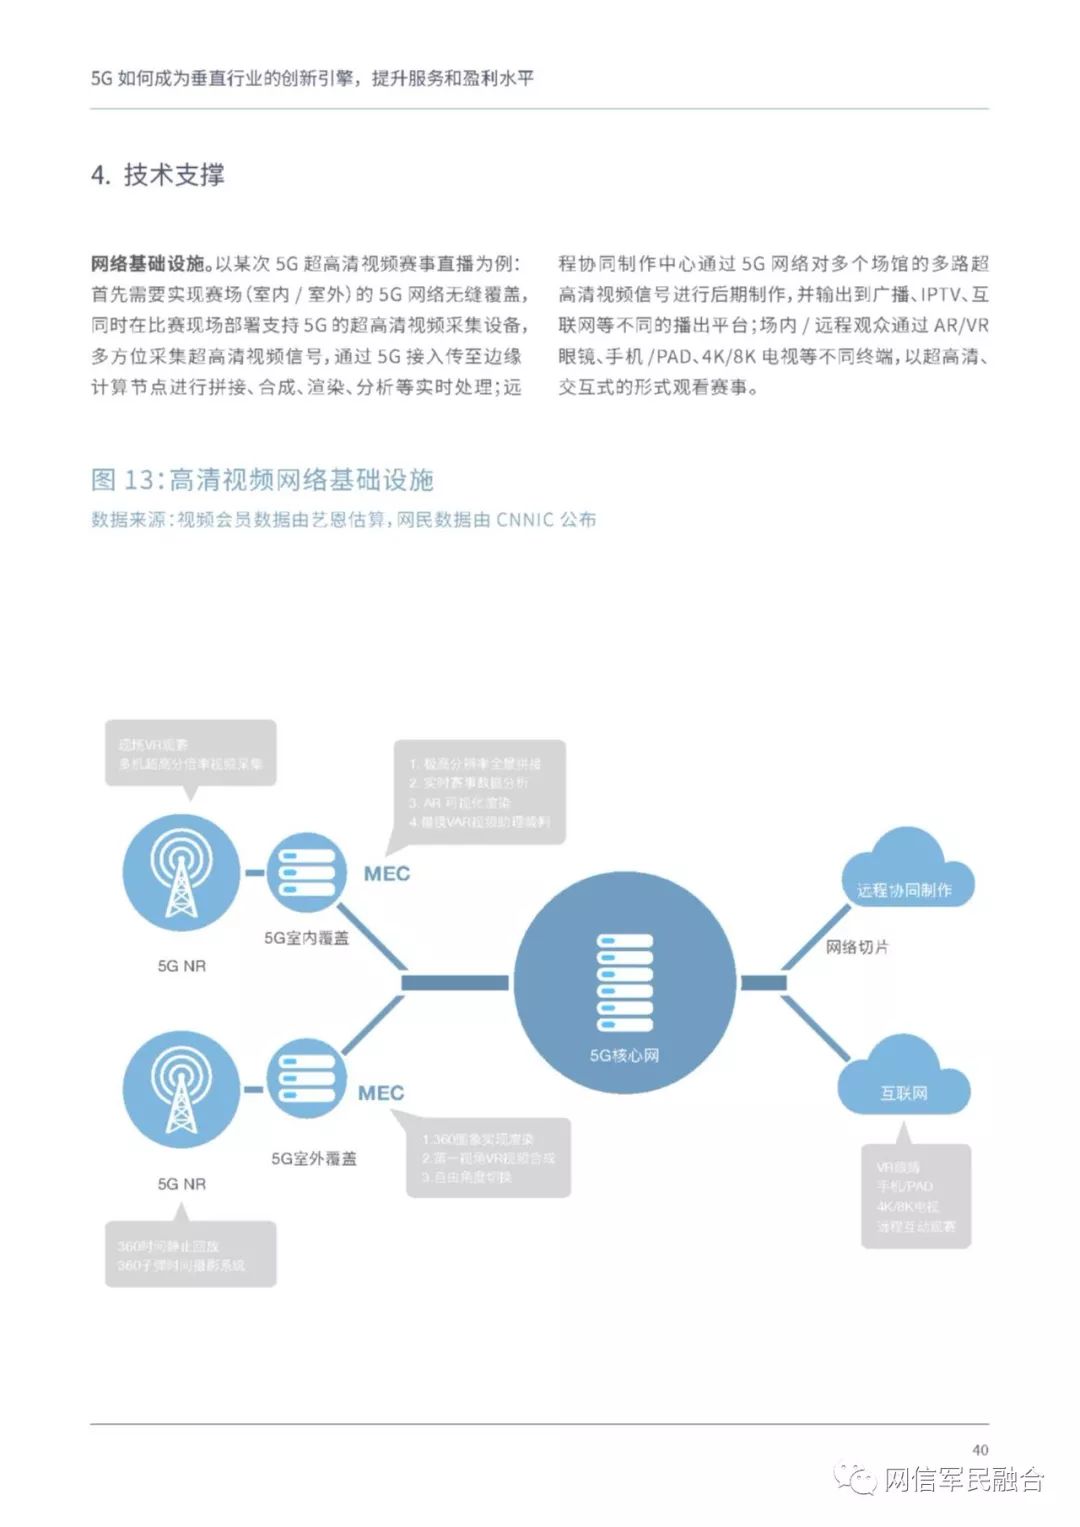 5G 如何成为垂直行业的创新引擎，提升服务和盈利水平
4. 技术支撑
网络基础设施。以某次 5G 超高清视频赛事直播为例：
首先需要实现赛场（室内 / 室外）的 5G 网络无缝覆盖，
同时在比赛现场部署支持 5G 的超高清视频采集设备，
多方位采集超高清视频信号，通过 5G 接入传至边缘
计算节点进行拼接、合成、渲染、分析等实时处理；远
程协同制作中心通过 5G 网络对多个场馆的多路超
高清视频信号进行后期制作，并输出到广播、IPTV、互
联网等不同的播出平台；场内 / 远程观众通过 AR/VR
眼镜、手机 /PAD、4K/8K 电视等不同终端，以超高清、
交互式的形式观看赛事。
图 13：高清视频网络基础设施
数据来源：视频会员数据由艺恩估算，网民数据由 CNNIC 公布
现场VR观赛
多机超高分倍率视频采集
1. 极高分辨率全景拼接
2. 实时赛事数据分析
3. AR 可视化渲染
4.慢镜VAR视频助理裁判
MEC
5G室内覆盖
5G NR
5G核心网
远程协同制作
网络切片
互联网
MEC
5G室外覆盖
5G NR
1.360图象实现渲染
2.第一视角VR视频合成
3.自由角度切换
VR眼镜
手机/PAD
4K/8K电视
远程互动观赛
360时间静止回放
360子弹时间摄影系统
40
网信军民融合